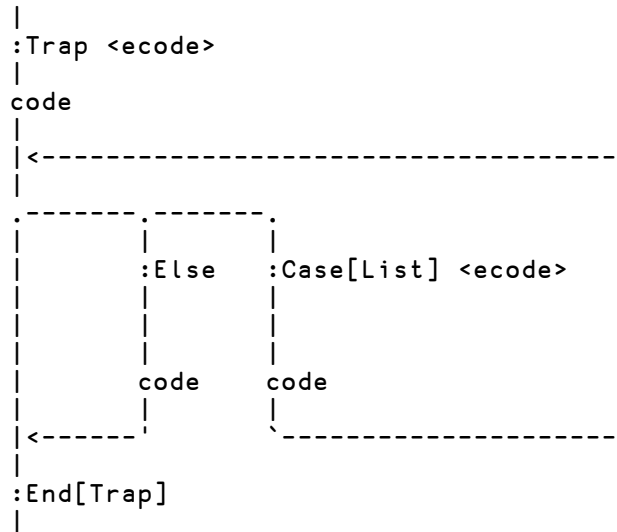 |
:Trap <ecode>
|
code
|
|<------------------------------------
|
.-------.-------.
|       |       |
|       :Else   :Case[List] <ecode>
|       |       |
|       |       |
|       |       |
|       code    code
|       |       |
|<------'       `---------------------
|
:End[Trap]
|